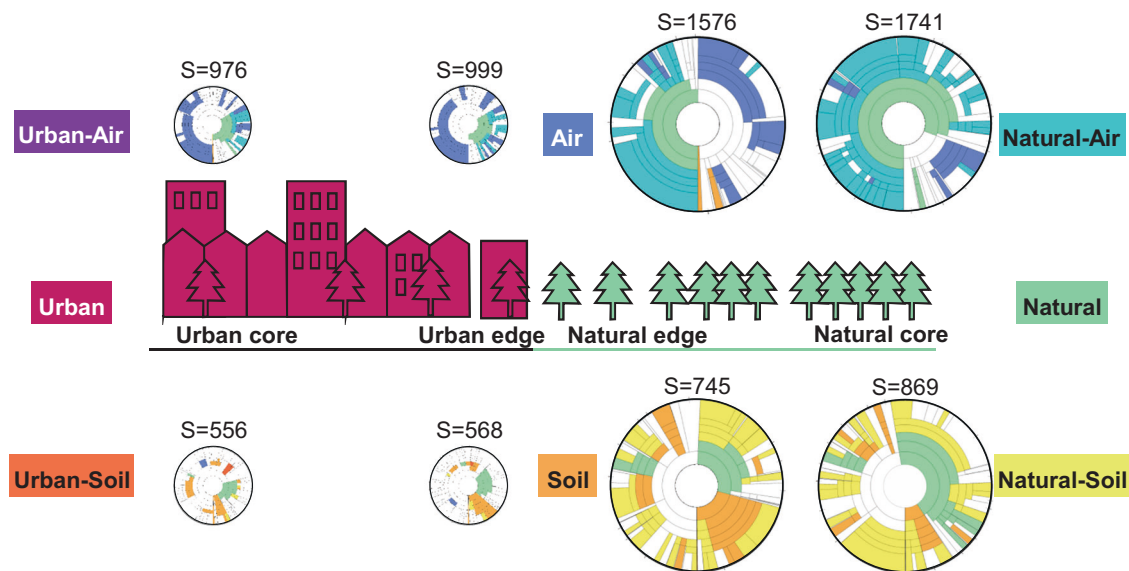 S=1576
S=1741
S=976
S=999
Urban-Air
Air
Natural-Air
Urban
Natural
Urban core
Urban edge
Natural edge
Natural core
S=745
S=869
S=556
S=568
Urban-Soil
Soil
Natural-Soil